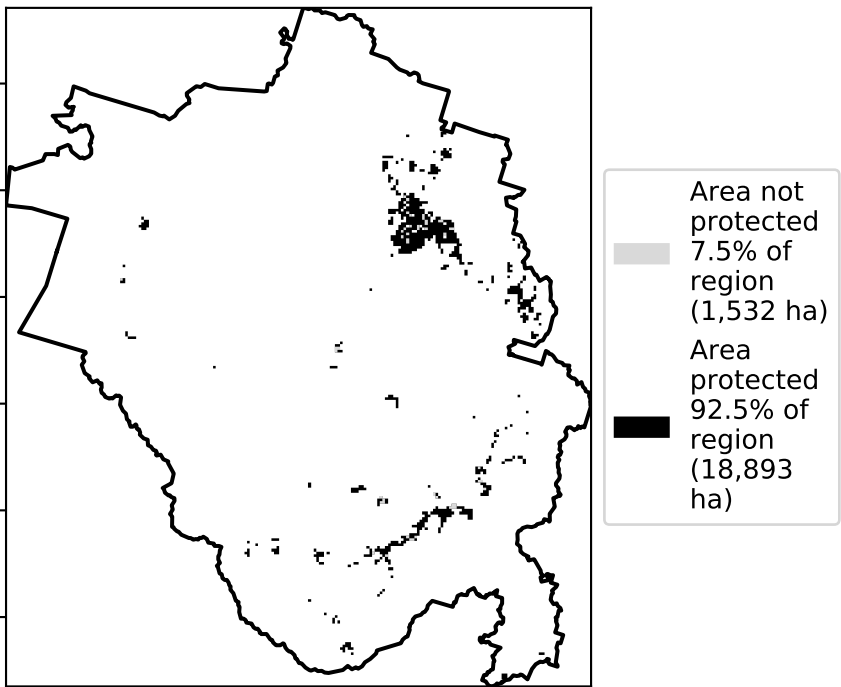 Area not
protected
7.5% of
region
(1,532 ha)
Area
protected
92.5% of
region
(18,893
ha)